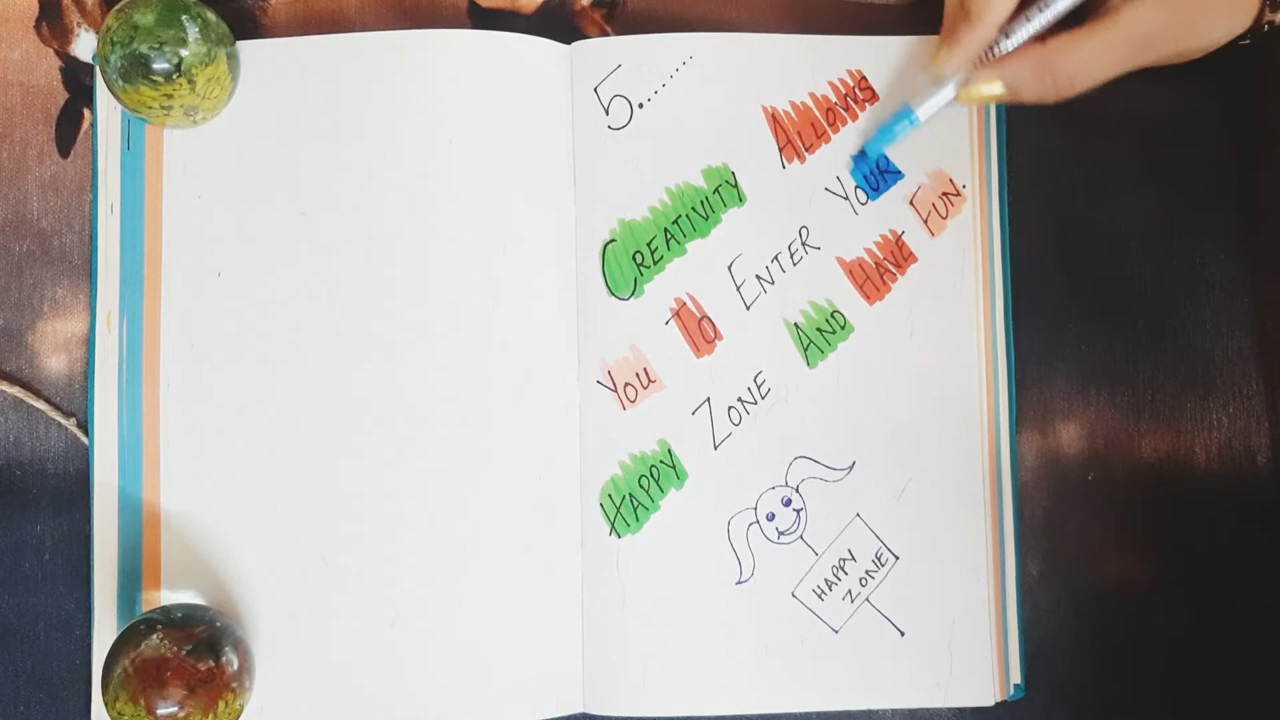 5.........
CREATIVITY ALLOWS
YOU TO ENTER YOUR
HAPPY ZONE AND HAVE FUN.
HAPPY
ZONE